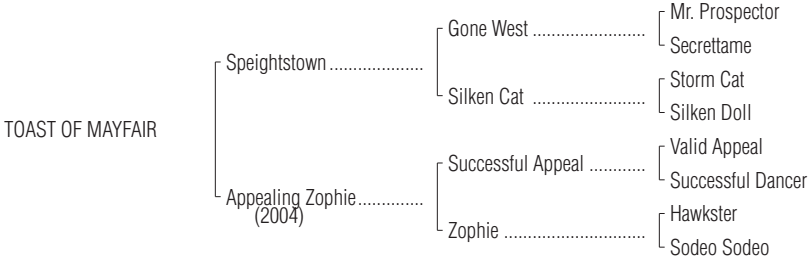 Mr. Prospector
Gone West ........................
Secrettame
Speightstown ....................
Storm Cat
Silken Cat ........................
Silken Doll
TOAST OF MAYFAIR
Valid Appeal
Successful Appeal ............
Successful Dancer
Appealing Zophie..............
(2004)
Hawkster
Zophie ..............................
Sodeo Sodeo